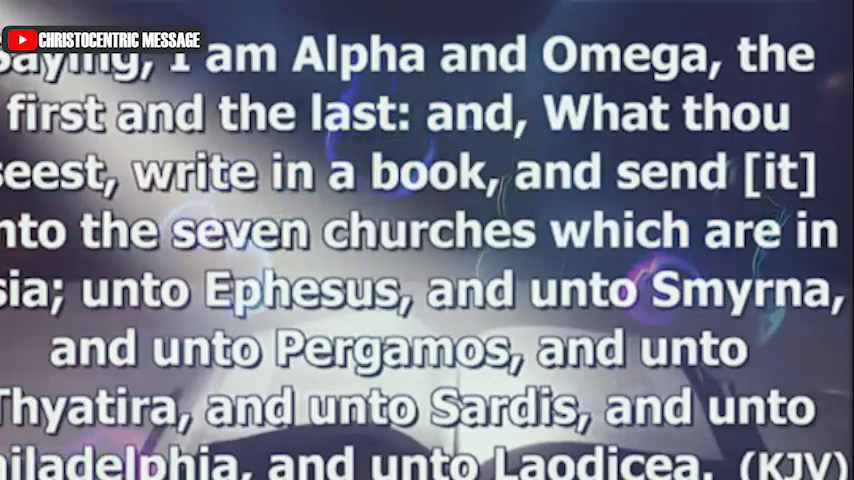 CHRISTOCENTRIC MESSAGE
Saying, I am Alpha and Omega, the
first and the last: and, What thou
seest, write in a book, and send [it]
nto the seven churches which are in
sia; unto Ephesus, and unto Smyrna,
and unto Pergamos, and unto
Thyatira, and unto Sardis, and unto
hiladelphia, and unto Laodicea. (KJV)